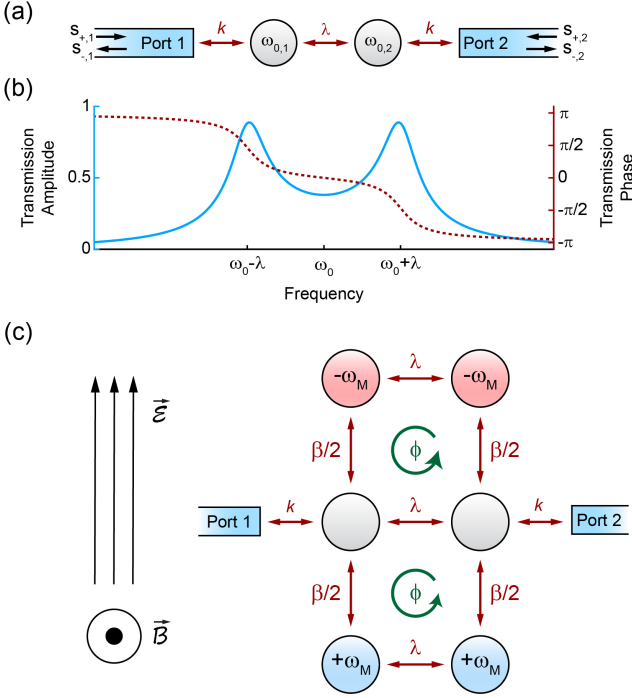 (a)
s+,1
s-,1
Port 1
k
ω0,1
λ
ω0,2
k
Port 2
s+,2
s-,2
(b)
Transmission
Amplitude
1
0.5
0
π
π/2
0
-π/2
-π
Transmission
Phase
ω0-λ
ω0
ω0+λ
Frequency
(c)
ℰ
ℬ
-ωM
λ
-ωM
β/2
ϕ
β/2
Port 1
k
λ
k
Port 2
β/2
ϕ
β/2
+ωM
λ
+ωM